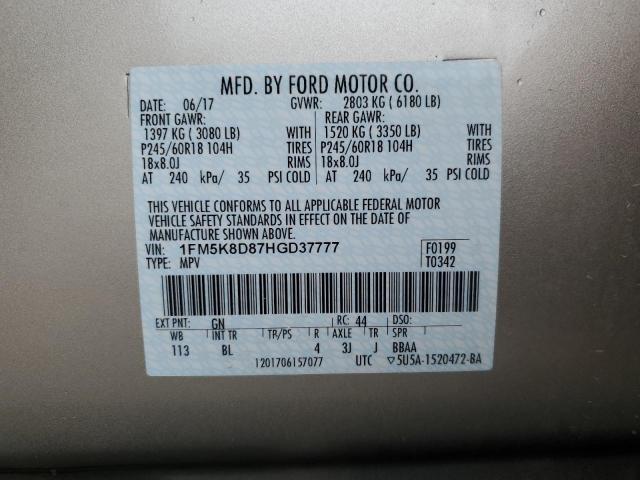 MFD. BY FORD MOTOR CO.
DATE: 06/17 GVWR: 2803 KG ( 6180 LB)
FRONT GAWR: REAR GAWR:
1397 KG ( 3080 LB) WITH 1520 KG ( 3350 LB) WITH
P245/60R18 104H TIRES P245/60R18 104H TIRES
18x8.0J RIMS 18x8.0J RIMS
AT 240 kPa/ 35 PSI COLD AT 240 kPa/ 35 PSI COLD
THIS VEHICLE CONFORMS TO ALL APPLICABLE FEDERAL MOTOR
VEHICLE SAFETY STANDARDS IN EFFECT ON THE DATE OF
MANUFACTURE SHOWN ABOVE.
VIN: 1FM5K8D87HGD37777 F0199
TYPE: MPV T0342
EXT PNT: GN RC: 44 DSO:
WB INT TR TP/PS R AXLE TR SPR
113 BL 4 3J J BBAA
1201706157077 UTC ▽5U5A-1520472-BA